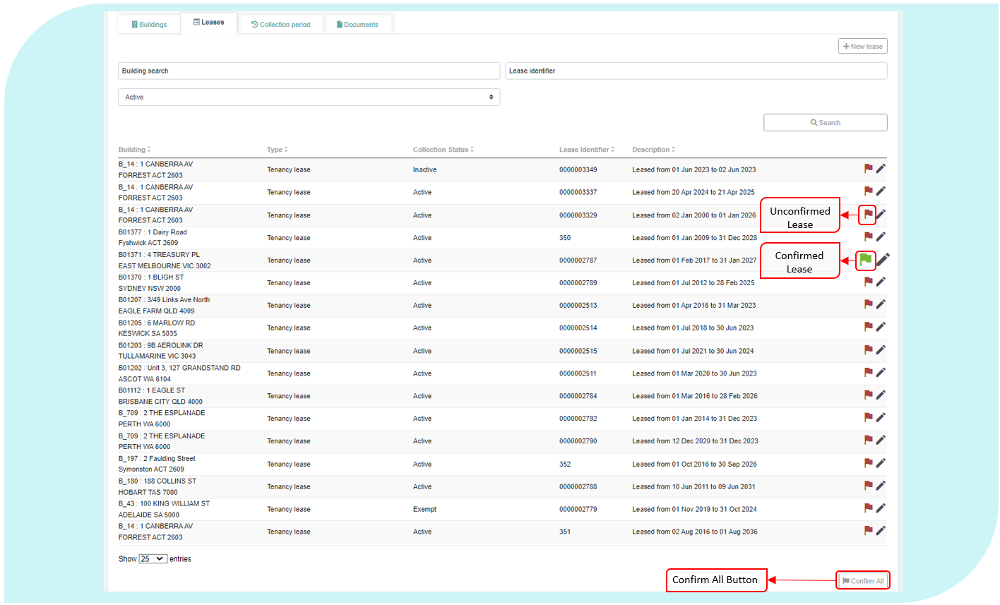 Buildings
Leases
Collection period
Documents
New lease
Building search
Lease identifier
Active
Search
Building Type Collection Status Lease Identifier Description
B_14 : 1 CANBERRA AV
FORREST ACT 2603
Tenancy lease Inactive 0000003349 Leased from 01 Jun 2023 to 02 Jun 2023
B_14 : 1 CANBERRA AV
FORREST ACT 2603
Tenancy lease Active 0000003337 Leased from 20 Apr 2024 to 21 Apr 2025
B_14 : 1 CANBERRA AV
FORREST ACT 2603
Tenancy lease Active 0000003329 Leased from 02 Jan 2000 to 01 Jan 2026
Unconfirmed
Lease
B01377 : 1 Dairy Road
Fyshwick ACT 2609
Tenancy lease Active 350 Leased from 01 Jan 2009 to 31 Dec 2028
B01371 : 4 TREASURY PL
EAST MELBOURNE VIC 3002
Tenancy lease Active 0000002787 Leased from 01 Feb 2017 to 31 Jan 2027
Confirmed
Lease
B01370 : 1 BLIGH ST
SYDNEY NSW 2000
Tenancy lease Active 0000002789 Leased from 01 Jul 2012 to 28 Feb 2025
B01207 : 3/49 Links Ave North
EAGLE FARM QLD 4009
Tenancy lease Active 0000002513 Leased from 01 Apr 2016 to 31 Mar 2023
B01205 : 6 MARLOW RD
KESWICK SA 5035
Tenancy lease Active 0000002514 Leased from 01 Jul 2018 to 30 Jun 2023
B01203 : 9B AEROLINK DR
TULLAMARINE VIC 3043
Tenancy lease Active 0000002515 Leased from 01 Jul 2021 to 30 Jun 2024
B01202 : Unit 3, 127 GRANDSTAND RD
ASCOT WA 6104
Tenancy lease Active 0000002511 Leased from 01 Mar 2020 to 30 Jun 2023
B01112 : 1 EAGLE ST
BRISBANE CITY QLD 4000
Tenancy lease Active 0000002784 Leased from 01 Mar 2016 to 28 Feb 2026
B_709 : 2 THE ESPLANADE
PERTH WA 6000
Tenancy lease Active 0000002792 Leased from 01 Jan 2014 to 31 Dec 2023
B_709 : 2 THE ESPLANADE
PERTH WA 6000
Tenancy lease Active 0000002790 Leased from 12 Dec 2020 to 31 Dec 2023
B_197 : 2 Faulding Street
Symonston ACT 2609
Tenancy lease Active 352 Leased from 01 Oct 2016 to 30 Sep 2026
B_180 : 188 COLLINS ST
HOBART TAS 7000
Tenancy lease Active 0000002788 Leased from 10 Jun 2011 to 09 Jun 2031
B_43 : 100 KING WILLIAM ST
ADELAIDE SA 5000
Tenancy lease Exempt 0000002779 Leased from 01 Nov 2019 to 31 Oct 2024
B_14 : 1 CANBERRA AV
FORREST ACT 2603
Tenancy lease Active 351 Leased from 02 Aug 2016 to 01 Aug 2036
Show 25 entries
Confirm All Button
Confirm All